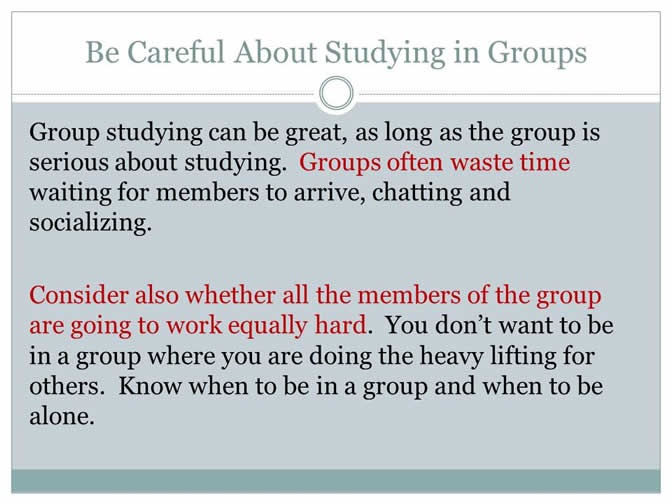 Be Careful About Studying in Groups
Group studying can be great, as long as the group is
serious about studying.  Groups often waste time
waiting for members to arrive, chatting and
socializing.
Consider also whether all the members of the group
are going to work equally hard.  You don’t want to be
in a group where you are doing the heavy lifting for
others.  Know when to be in a group and when to be
alone.